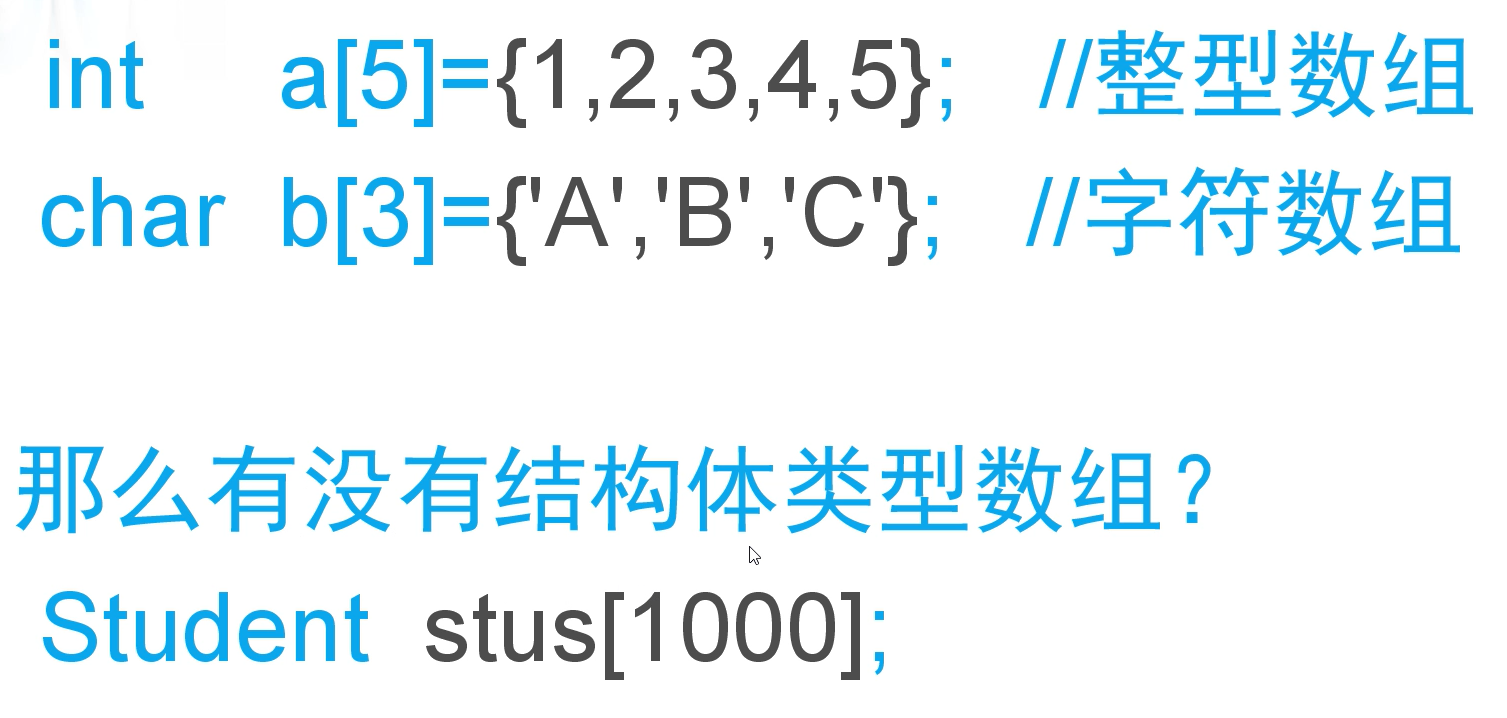 int a[5]={1,2,3,4,5}; //整型数组
char b[3]={'A','B','C'}; //字符数组
那么有没有结构体类型数组？
Student stus[1000];